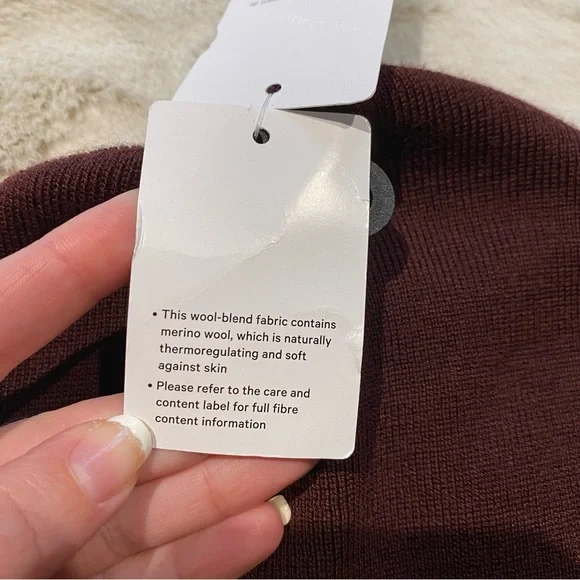 • This wool-blend fabric contains
merino wool, which is naturally
thermoregulating and soft
against skin
• Please refer to the care and
content label for full fibre
content information